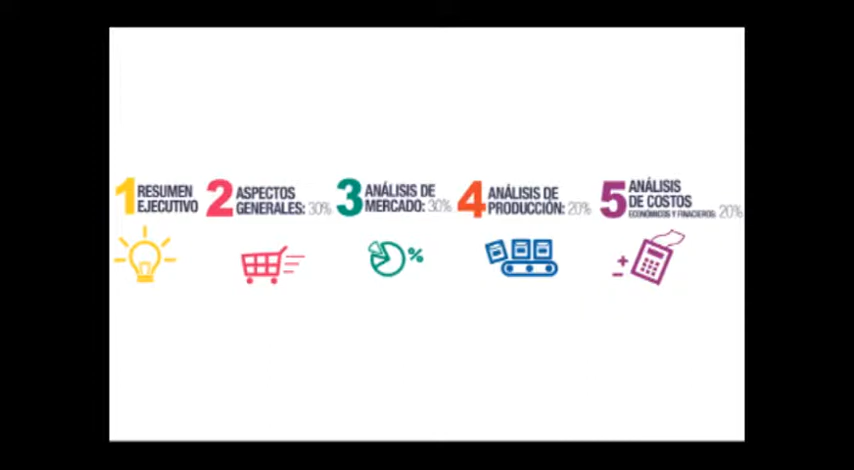 1 RESUMEN
EJECUTIVO
2 ASPECTOS
GENERALES: 30%
3 ANÁLISIS DE
MERCADO: 30%
%
4 ANÁLISIS DE
PRODUCCIÓN: 20%
5 ANÁLISIS
DE COSTOS
ECONÓMICOS Y FINACIEROS: 20%